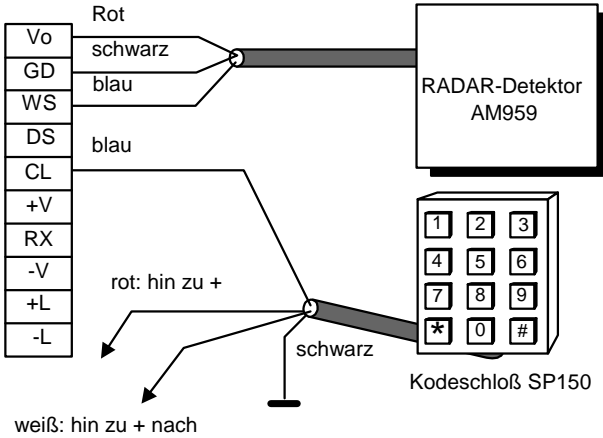 Rot
Vo
schwarz
GD
blau
WS
DS
blau
CL
+V
RX
-V
+L
-L
RADAR-Detektor
AM959
1 2 3
4 5 6
7 8 9
* 0 #
rot: hin zu +
schwarz
Kodeschloß SP150
weiß: hin zu + nach